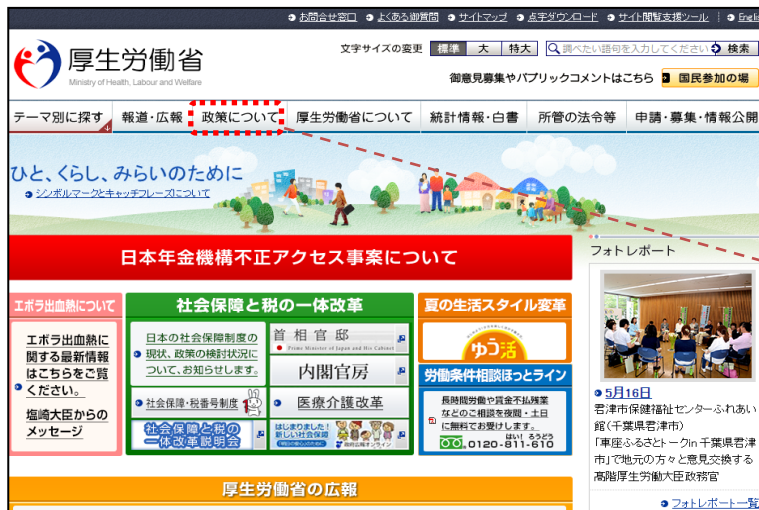 お問合せ窓口 よくある御質問 サイトマップ 点字ダウンロード サイト閲覧支援ツール
厚生労働省
Ministry of Health, Labour and Welfare
文字サイズの変更 標準 大 特大 調べたい語句を入力してください 検索
御意見募集やパブリックコメントはこちら 国民参加の場
テーマ別に探す 報道・広報 政策について 厚生労働省について 統計情報・白書 所管の法令等 申請・募集・情報公開
ひと、くらし、みらいのために
シンボルマークとキャッチフレーズについて
日本年金機構不正アクセス事案について
エボラ出血熱について
エボラ出血熱に
関する最新情報
はこちらをご覧
ください。
塩崎大臣からの
メッセージ
社会保障と税の一体改革
日本の社会保障制度の
現状、政策の検討状況に
ついて、お知らせします。
首相官邸
Prime Minister of Japan and His Cabinet
内閣官房
社会保障・税番号制度
医療介護改革
社会保障と税の
一体改革説明会
はじまりました!
新しい社会保障
政府広報オンライン
夏の生活スタイル変革
ゆう活
労働条件相談ほっとライン
長時間労働や賃金不払残業
などのご相談を夜間・土日
に無料でお受けします。
はい! ろうどう
0120-811-610
フォトレポート
5月16日
君津市保健福祉センターふれあい
館(千葉県君津市)
「車座ふるさとトークin 千葉県君津
市」で地元の方々と意見交換する
高階厚生労働大臣政務官
フォトレポート一覧
厚生労働省の広報